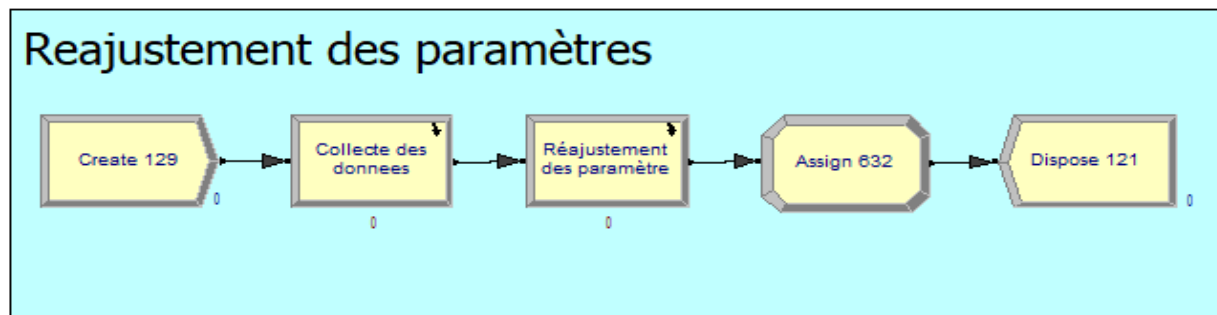 Reajustement des paramètres
Create 129
0
Collecte des
donnees
0
Réajustement
des paramètre
0
Assign 632
Dispose 121
0